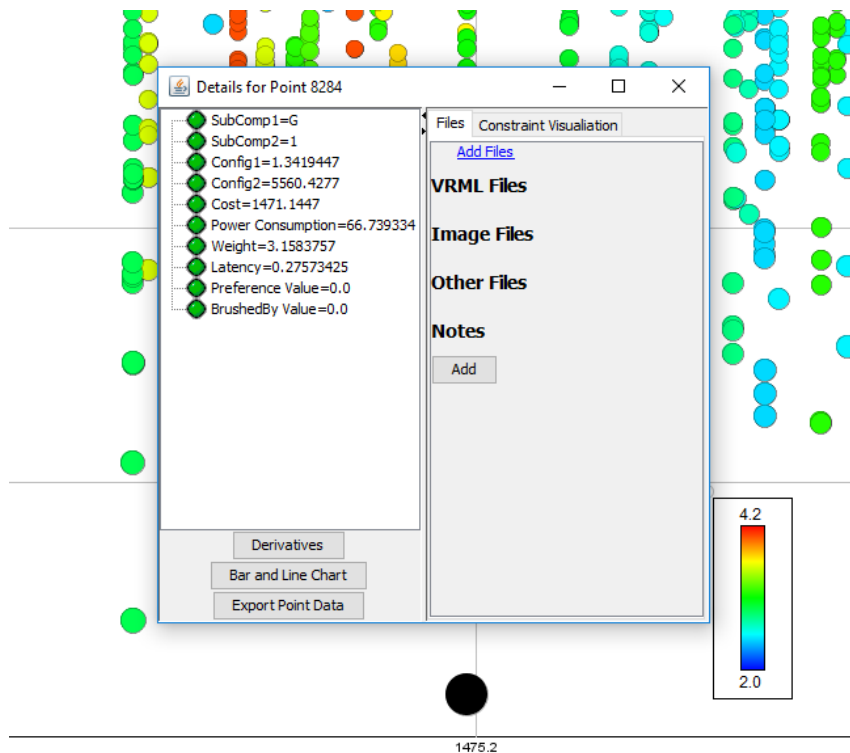 Details for Point 8284
SubComp1=G
SubComp2=1
Config1=1.3419447
Config2=5560.4277
Cost=1471.1447
Power Consumption=66.739334
Weight=3.1583757
Latency=0.27573425
Preference Value=0.0
BrushedBy Value=0.0
Derivatives
Bar and Line Chart
Export Point Data
Files
Constraint Visualiation
Add Files
VRML Files
Image Files
Other Files
Notes
Add
4.2
2.0
1475.2